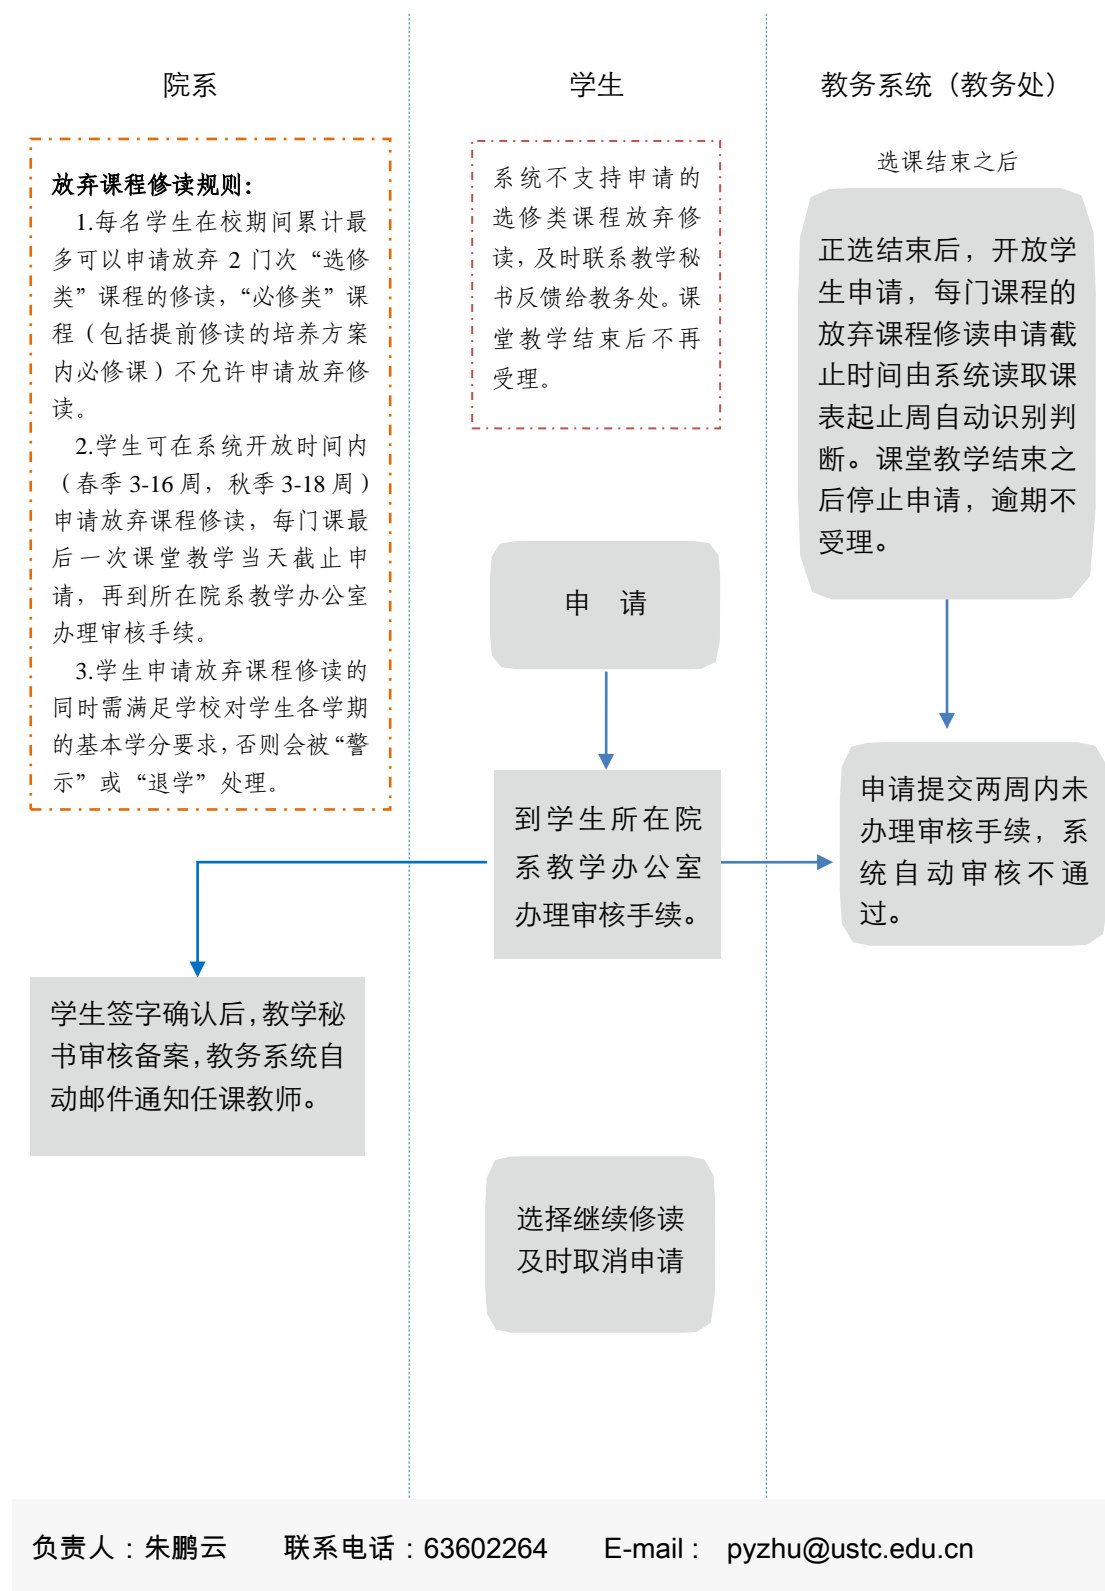 院系
学生
教务系统（教务处）
放弃课程修读规则：
1.每名学生在校期间累计最
多可以申请放弃 2 门次“选修
类”课程的修读，“必修类”课
程（包括提前修读的培养方案
内必修课）不允许申请放弃修
读。
2.学生可在系统开放时间内
（春季 3-16 周，秋季 3-18 周）
申请放弃课程修读，每门课最
后一次课堂教学当天截止申
请，再到所在院系教学办公室
办理审核手续。
3.学生申请放弃课程修读的
同时需满足学校对学生各学期
的基本学分要求，否则会被“警
示”或“退学”处理。
系统不支持申请的
选修类课程放弃修
读，及时联系教学秘
书反馈给教务处。课
堂教学结束后不再
受理。
选课结束之后
正选结束后，开放学
生申请，每门课程的
放弃课程修读申请截
止时间由系统读取课
表起止周自动识别判
断。课堂教学结束之
后停止申请，逾期不
受理。
申 请
到学生所在院
系教学办公室
办理审核手续。
申请提交两周内未
办理审核手续，系
统自动审核不通
过。
学生签字确认后，教学秘
书审核备案，教务系统自
动邮件通知任课教师。
选择继续修读
及时取消申请
负责人：朱鹏云 联系电话：63602264 E-mail： pyzhu@ustc.edu.cn